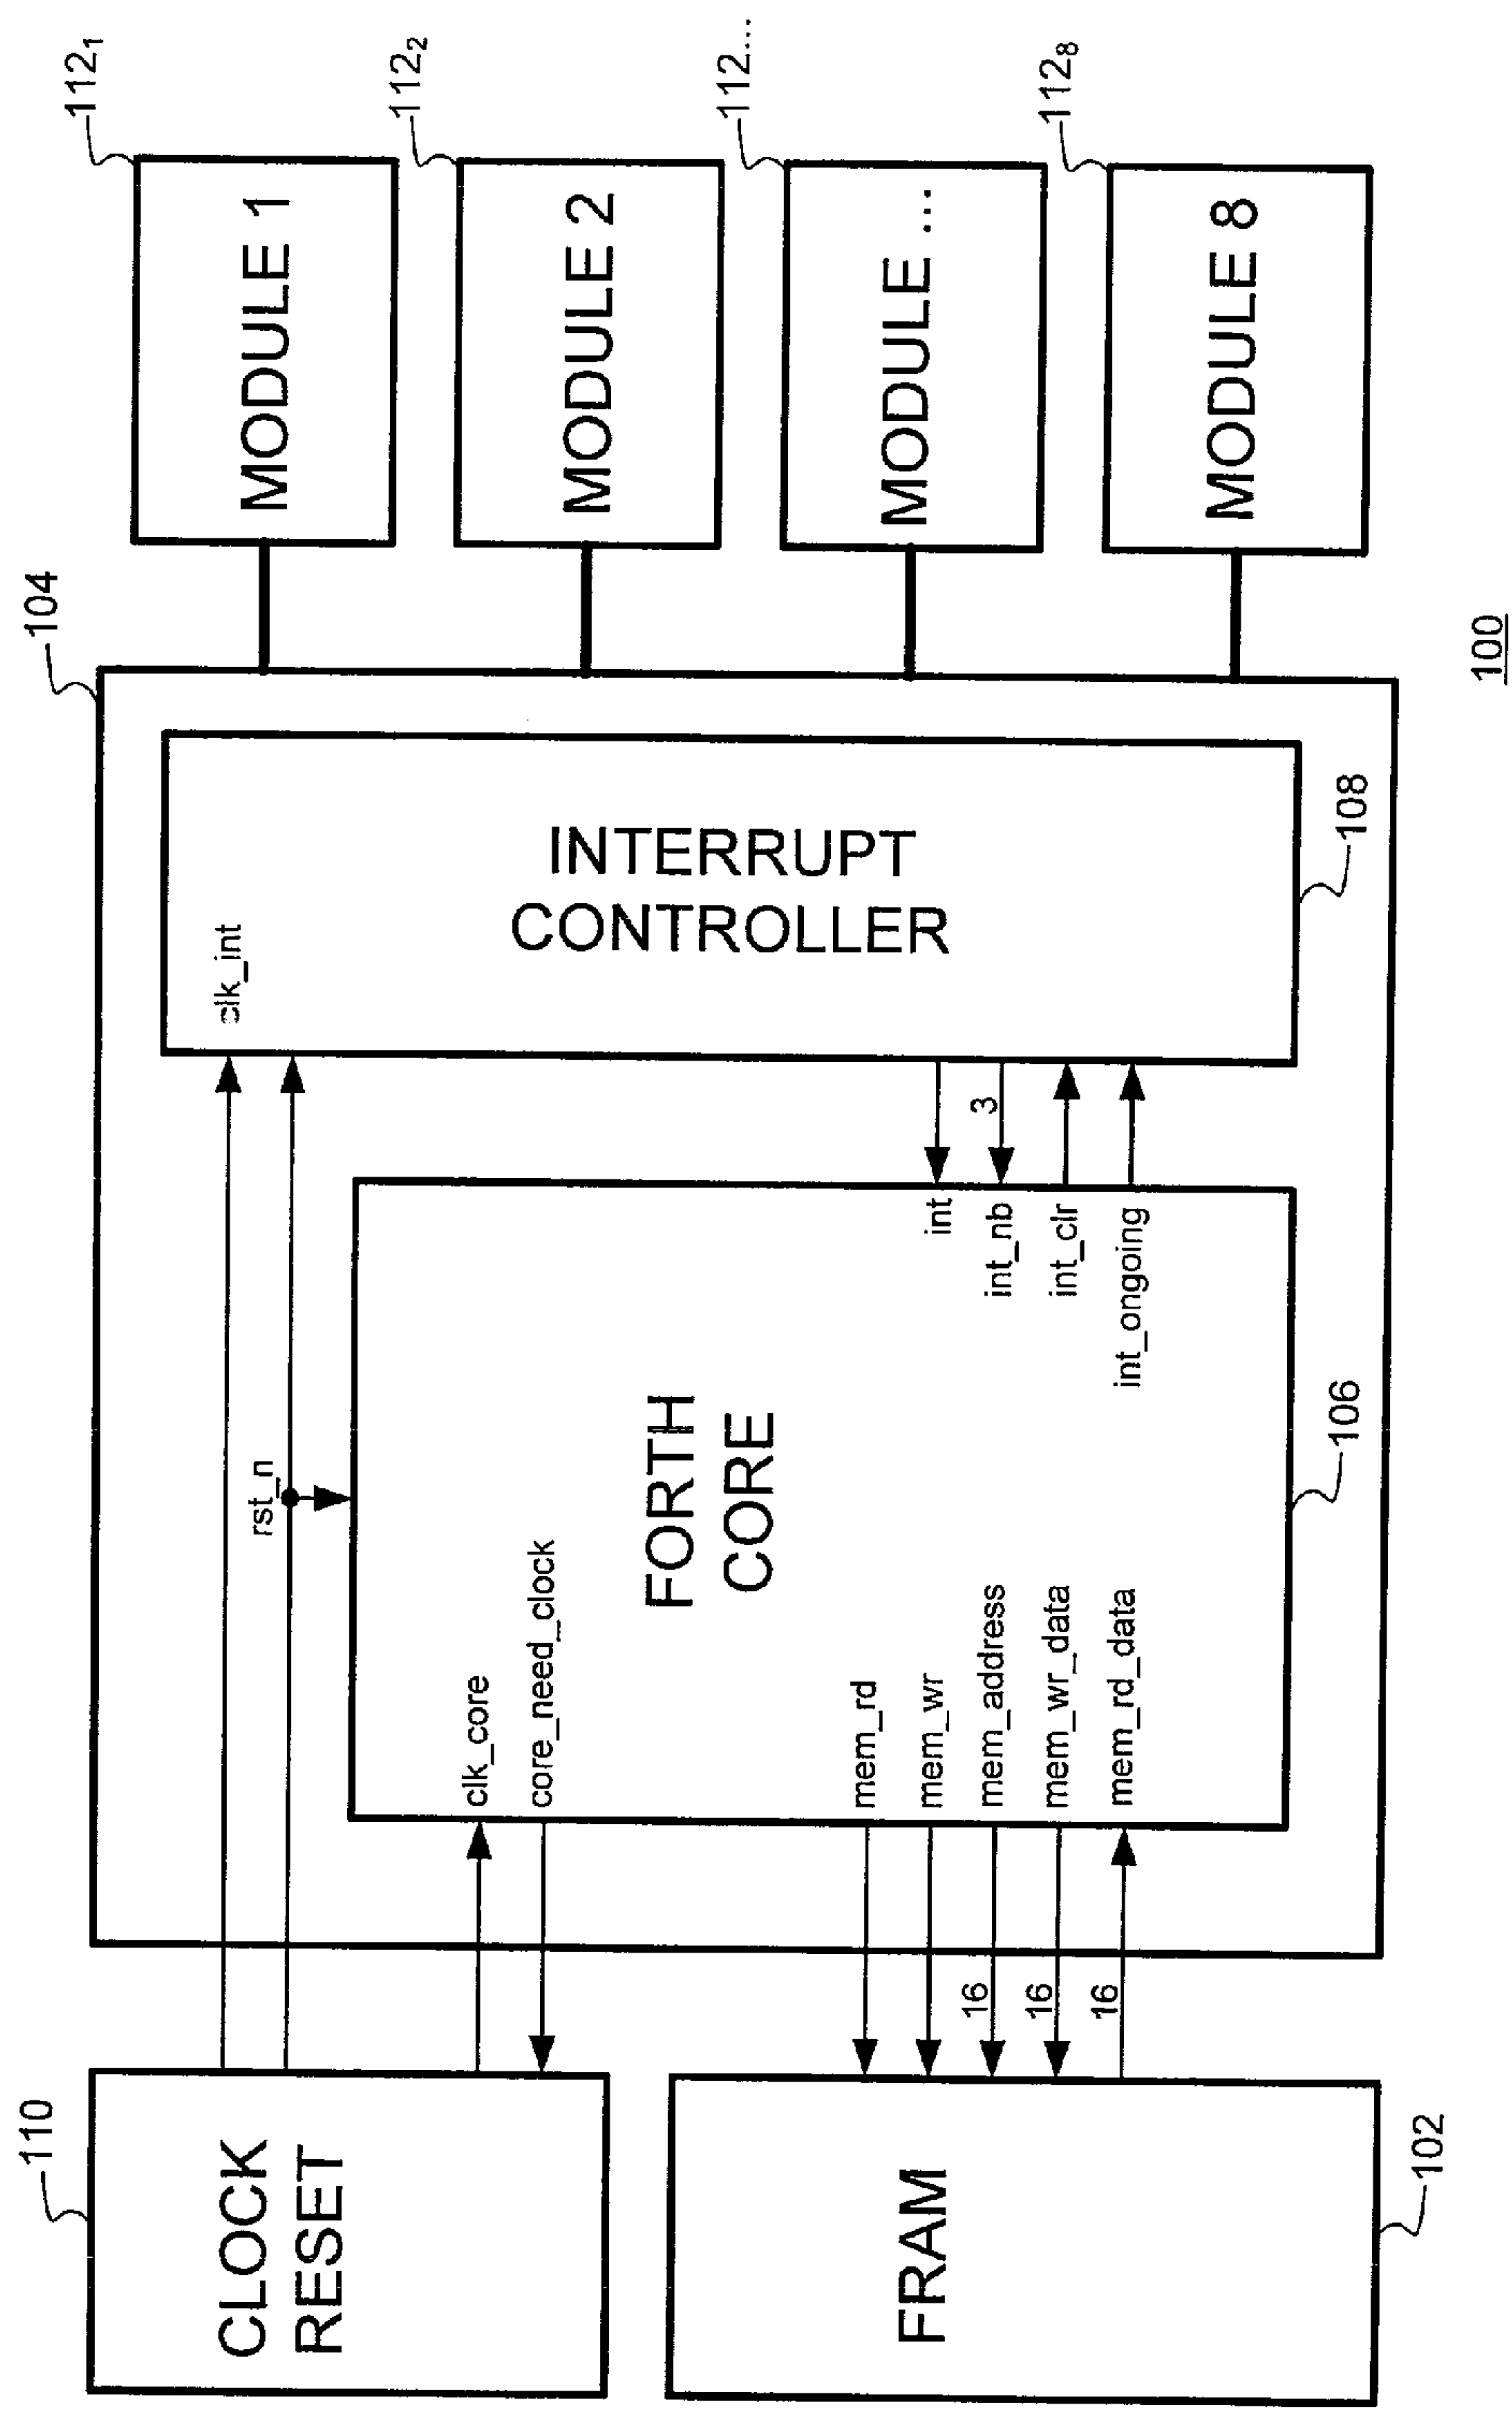 110
CLOCK
RESET
FRAM
102
104
rst_n
clk_core
core_need_clock
mem_rd
mem_wr
mem_address
mem_wr_data
mem_rd_data
16
16
16
FORTH
CORE
106
int
int_nb
int_clr
int_ongoing
3
clk_int
INTERRUPT
CONTROLLER
108
MODULE 1
112₁
MODULE 2
112₂
MODULE ...
112...
MODULE 8
112₈
100